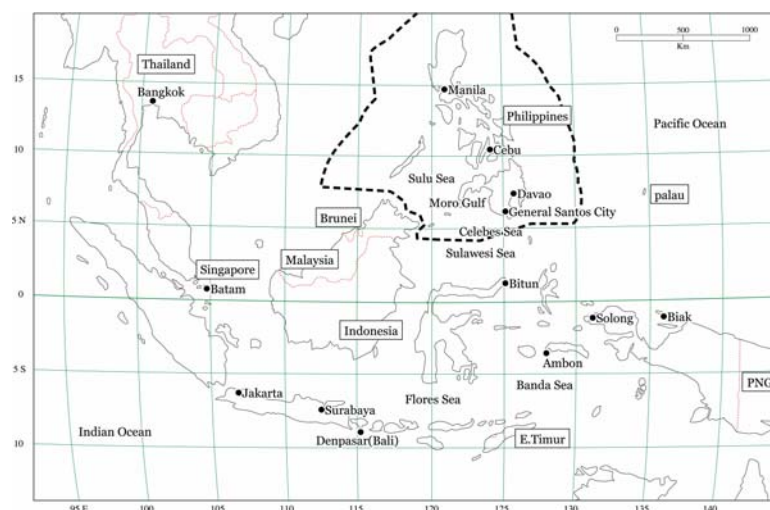 0 500 1000
Km
Thailand
Bangkok
15
Manila
Philippines
Pacific Ocean
10
Cebu
Sulu Sea
Davao
palau
Moro Gulf
General Santos City
Brunei
5 N
Celebes Sea
Sulawesi Sea
Malaysia
Singapore
Batam
Bitun
0
Solong
Biak
Indonesia
Ambon
5 S
PNG
Banda Sea
Jakarta
Flores Sea
Surabaya
Indian Ocean
Denpasar(Bali)
E.Timur
10
95 E 100 105 110 115 120 125 130 135 140